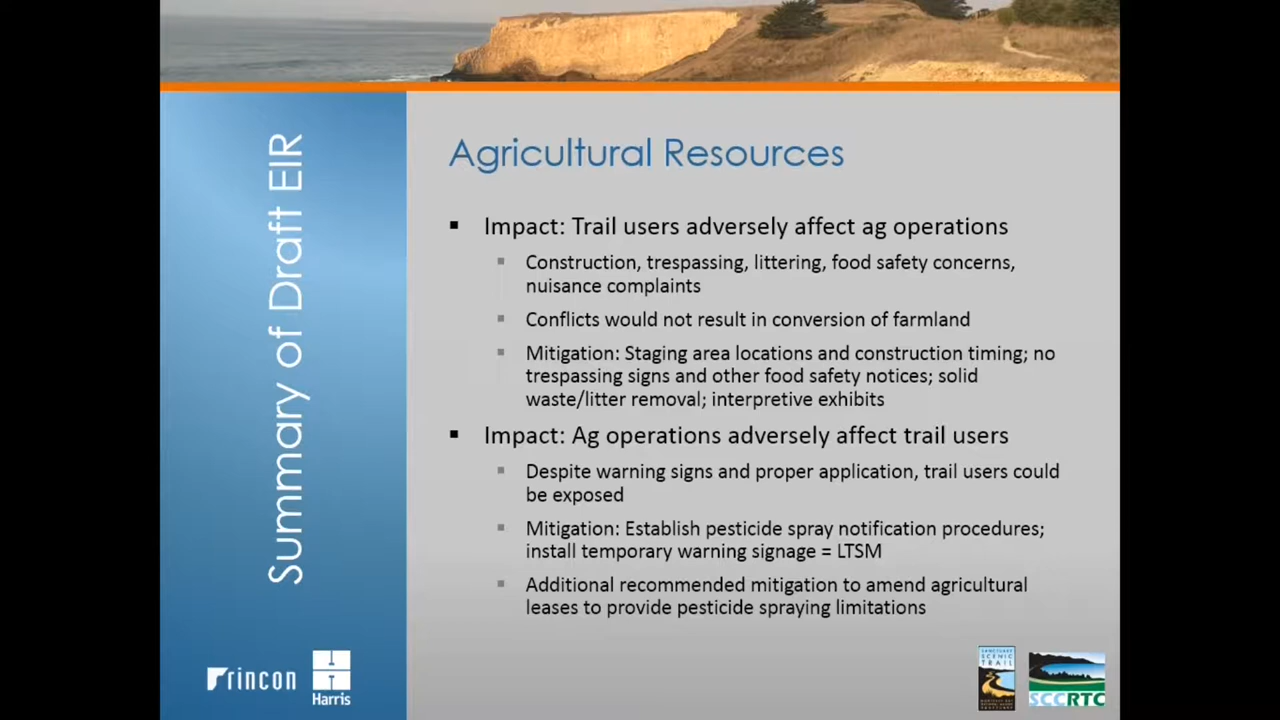 Summary of Draft EIR
Agricultural Resources
▪ Impact: Trail users adversely affect ag operations
▪ Construction, trespassing, littering, food safety concerns,
nuisance complaints
▪ Conflicts would not result in conversion of farmland
▪ Mitigation: Staging area locations and construction timing; no
trespassing signs and other food safety notices; solid
waste/litter removal; interpretive exhibits
▪ Impact: Ag operations adversely affect trail users
▪ Despite warning signs and proper application, trail users could
be exposed
▪ Mitigation: Establish pesticide spray notification procedures;
install temporary warning signage = LTSM
▪ Additional recommended mitigation to amend agricultural
leases to provide pesticide spraying limitations
rincon
Harris
SANCTUARY
SCENIC
TRAIL
SCCRTC